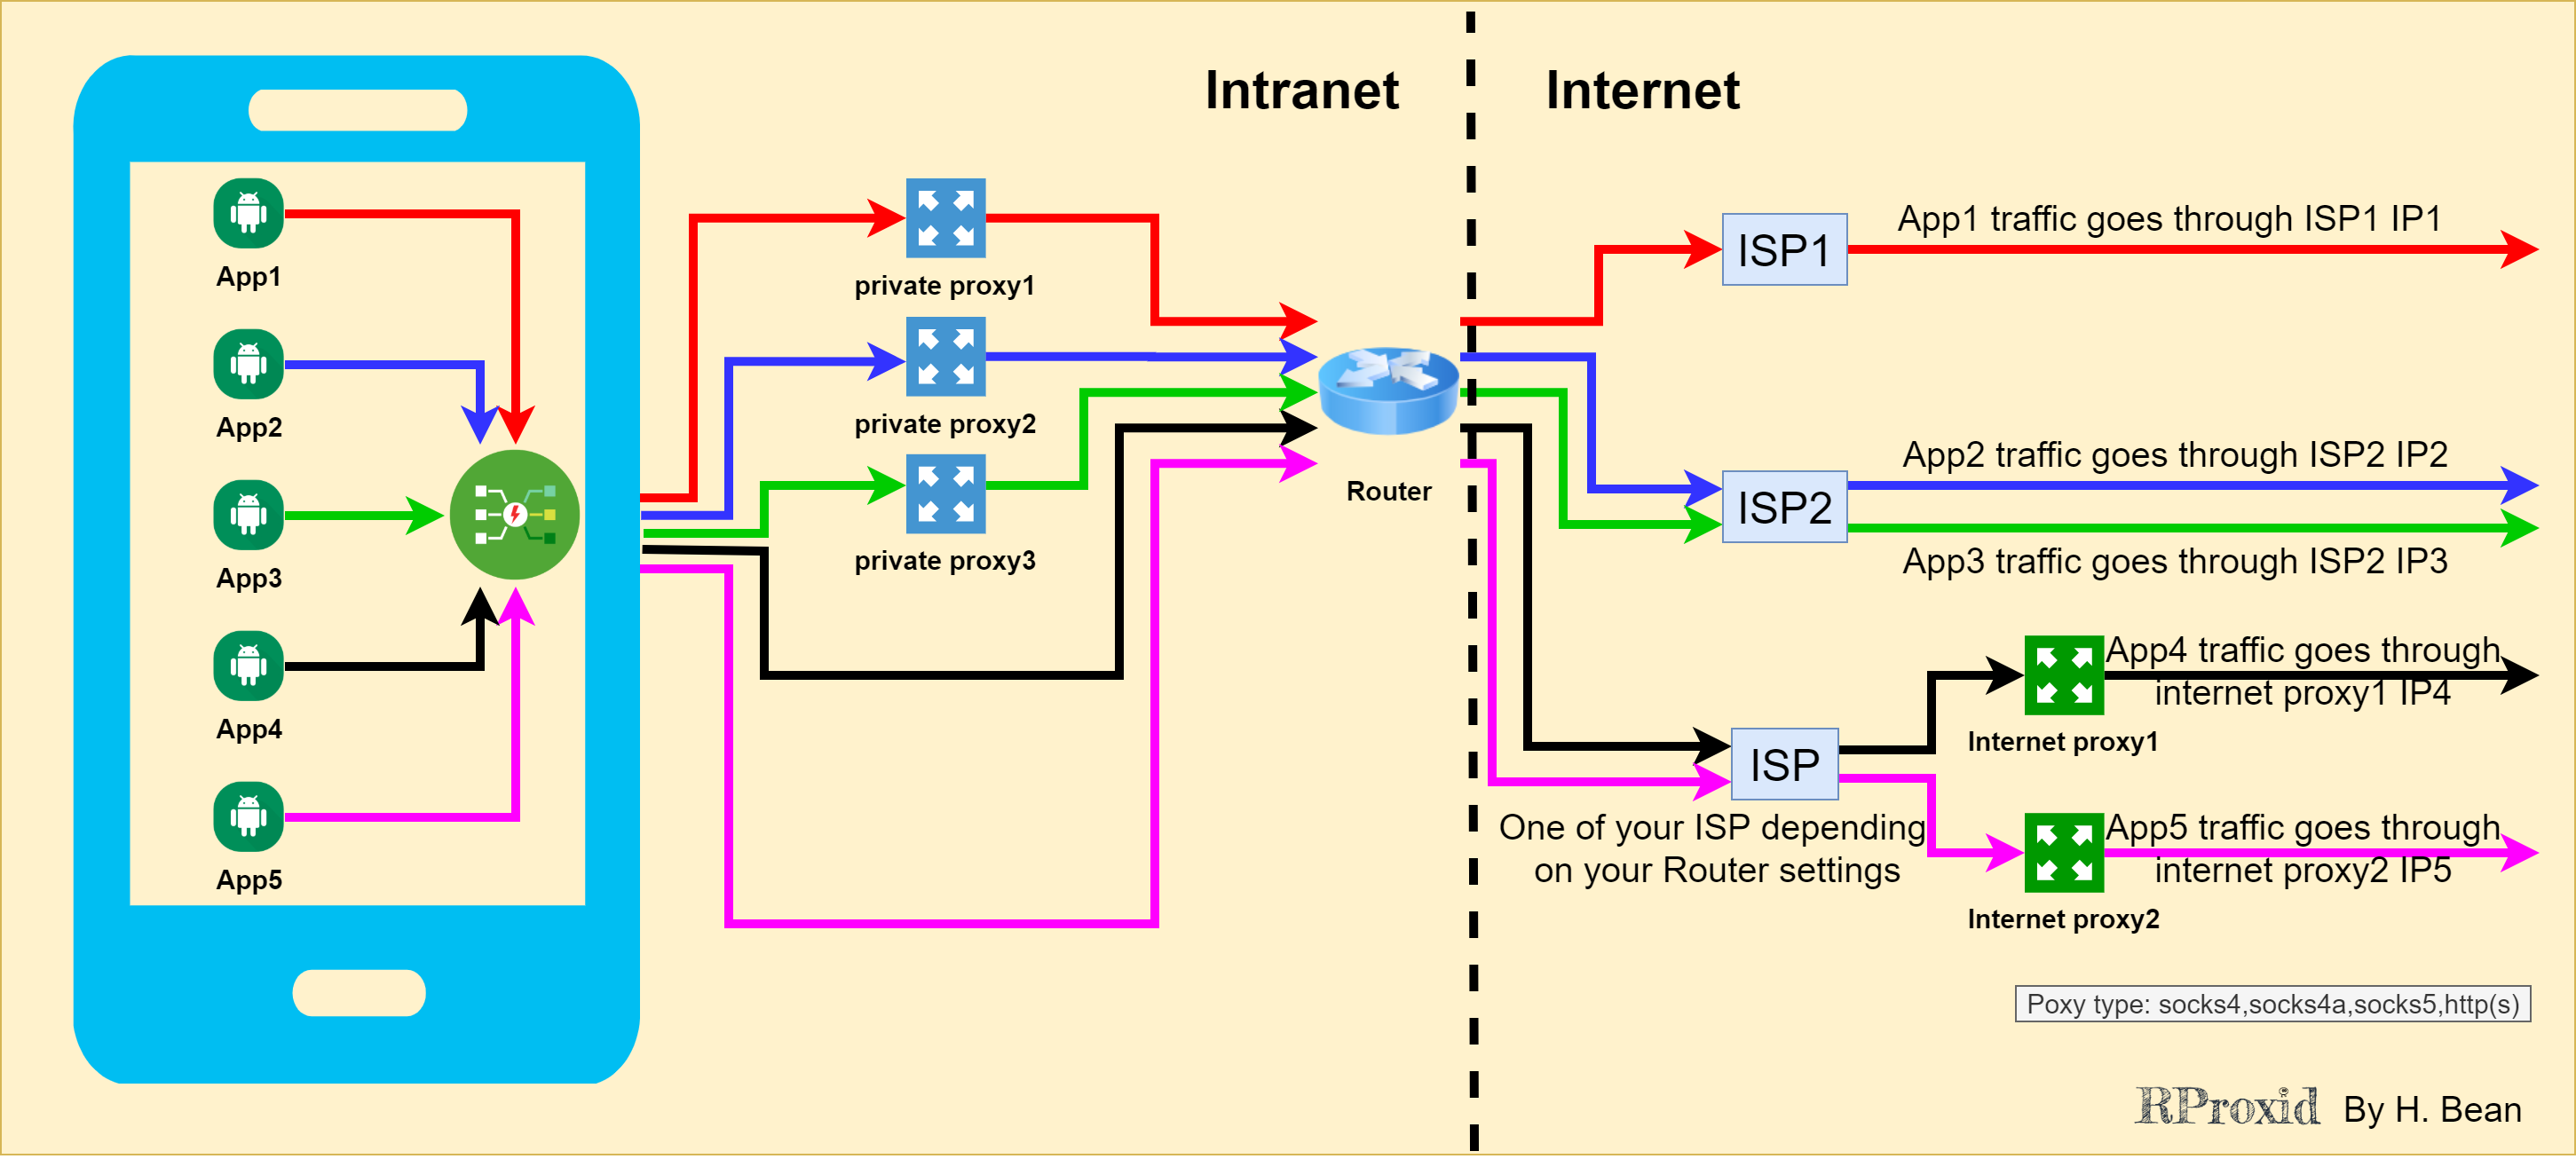 Intranet
Internet
App1
App2
App3
App4
App5
private proxy1
private proxy2
private proxy3
Router
ISP1
App1 traffic goes through ISP1 IP1
ISP2
App2 traffic goes through ISP2 IP2
App3 traffic goes through ISP2 IP3
ISP
One of your ISP depending
on your Router settings
App4 traffic goes through
internet proxy1 IP4
Internet proxy1
App5 traffic goes through
internet proxy2 IP5
Internet proxy2
Poxy type: socks4,socks4a,socks5,http(s)
RProxid By H. Bean